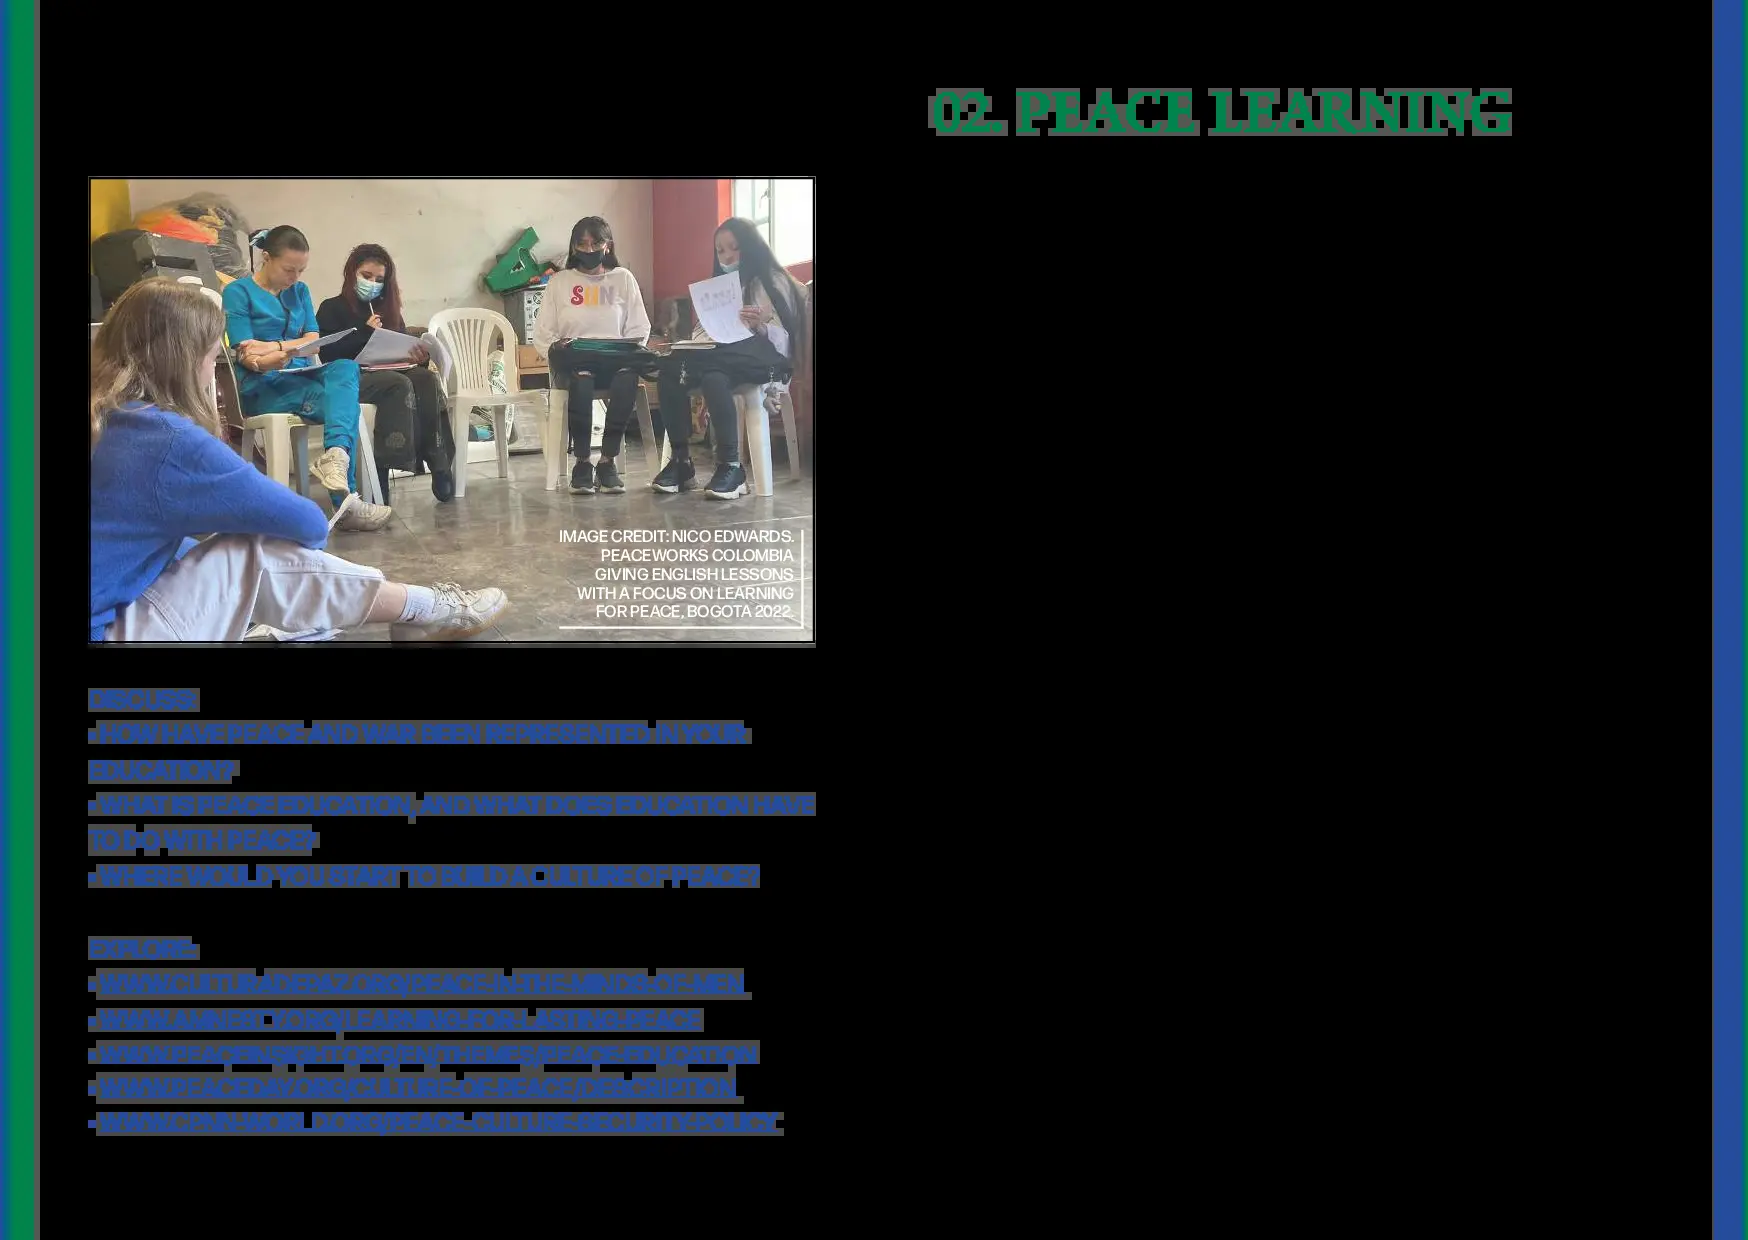 02. PEACE LEARNING
SUN
IMAGE CREDIT: NICO EDWARDS.
PEACEWORKS COLOMBIA
GIVING ENGLISH LESSONS
WITH A FOCUS ON LEARNING
FOR PEACE, BOGOTA 2022.
DISCUSS:
• HOW HAVE PEACE AND WAR BEEN REPRESENTED IN YOUR
EDUCATION?
• WHAT IS PEACE EDUCATION, AND WHAT DOES EDUCATION HAVE
TO DO WITH PEACE?
• WHERE WOULD YOU START TO BUILD A CULTURE OF PEACE?
EXPLORE:
• WWW.CULTURADEPAZ.ORG/PEACE-IN-THE-MINDS-OF-MEN
• WWW.AMNESTY.ORG/LEARNING-FOR-LASTING-PEACE
• WWW.PEACEINSIGHT.ORG/EN/THEMES/PEACE-EDUCATION
• WWW.PEACEDAY.ORG/CULTURE-OF-PEACE/DESCRIPTION
• WWW.CPNN-WORLD.ORG/PEACE-CULTURE-SECURITY-POLICY